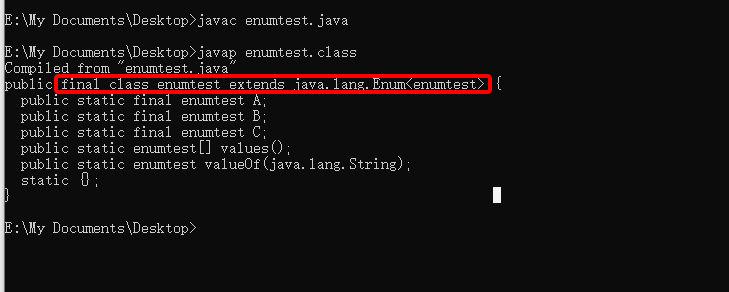 E:\My Documents\Desktop>javac enumtest.java
E:\My Documents\Desktop>javap enumtest.class
Compiled from "enumtest.java"
public final class enumtest extends java.lang.Enum<enumtest> {
  public static final enumtest A;
  public static final enumtest B;
  public static final enumtest C;
  public static enumtest[] values();
  public static enumtest valueOf(java.lang.String);
  static {};
}
E:\My Documents\Desktop>